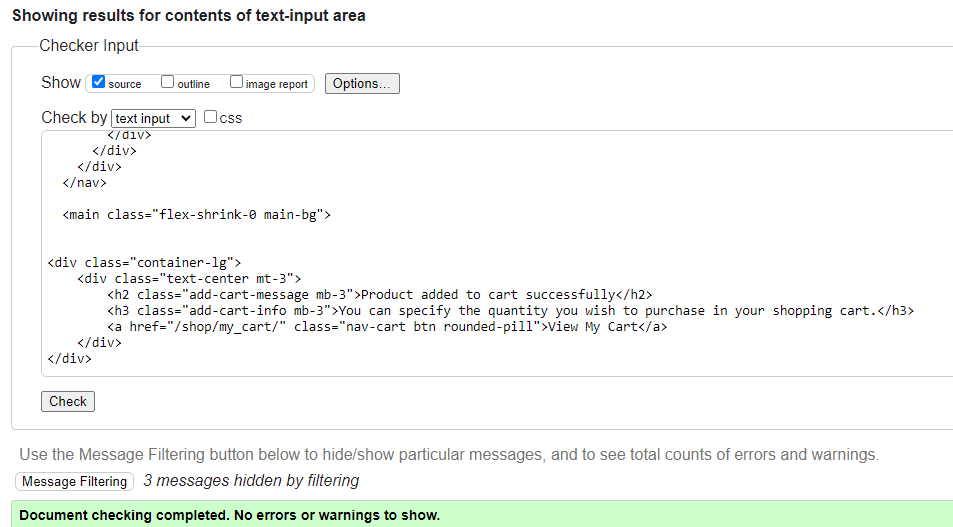 Showing results for contents of text-input area
Checker Input
Show source outline image report Options...
Check by text input css
</div>
</div>
</div>
</nav>
<main class="flex-shrink-0 main-bg">
<div class="container-lg">
<div class="text-center mt-3">
<h2 class="add-cart-message mb-3">Product added to cart successfully</h2>
<h3 class="add-cart-info mb-3">You can specify the quantity you wish to purchase in your shopping cart.</h3>
<a href="/shop/my_cart/" class="nav-cart btn rounded-pill">View My Cart</a>
</div>
</div>
Check
Use the Message Filtering button below to hide/show particular messages, and to see total counts of errors and warnings.
Message Filtering 3 messages hidden by filtering
Document checking completed. No errors or warnings to show.